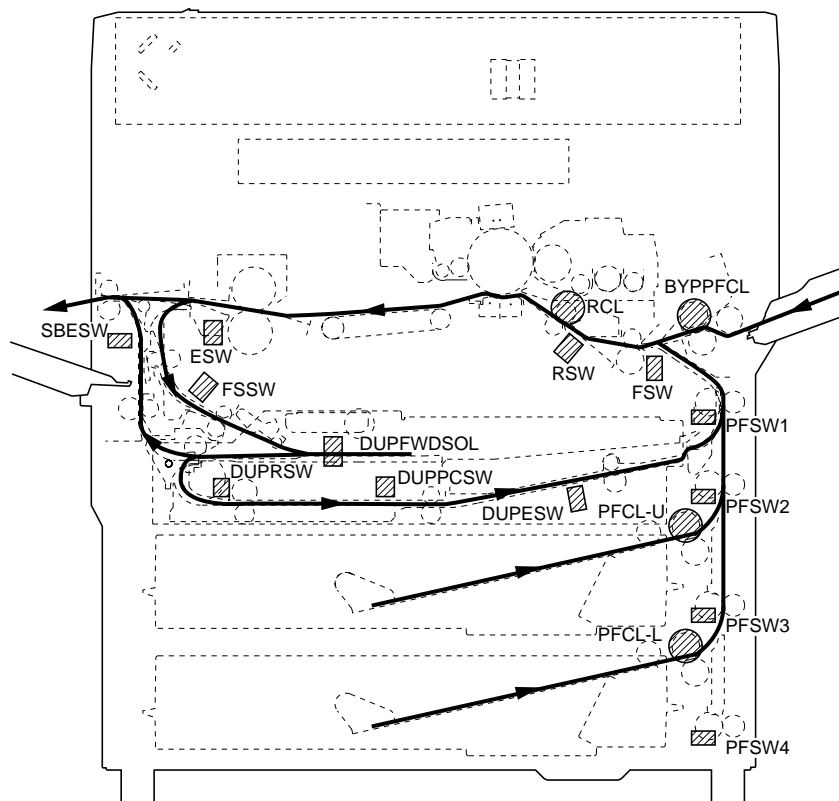 BYPPFCL
RCL
SBESW
ESW
RSW
FSW
FSSW
PFSW1
DUPFWDSOL
DUPRSW
DUPPCSW
DUPESW
PFCL-U
PFSW2
PFCL-L
PFSW3
PFSW4